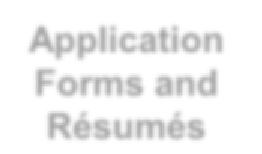 Application
Forms and
Résumés